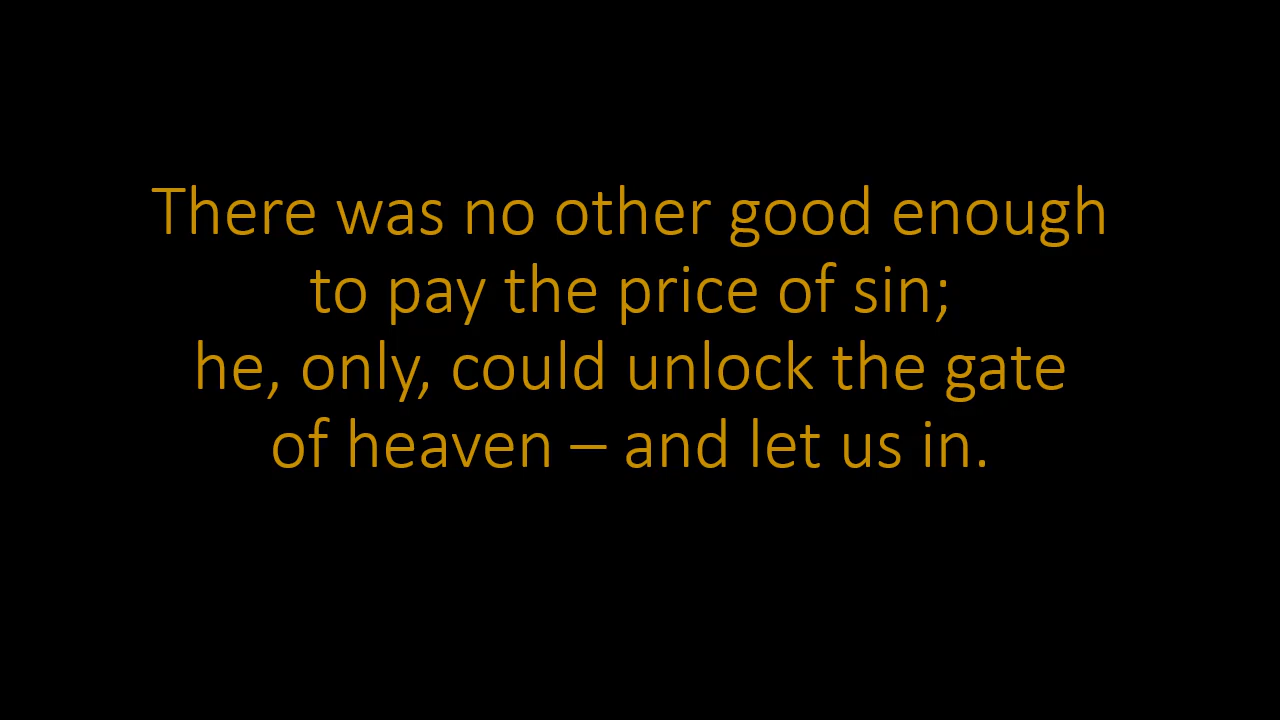 There was no other good enough
to pay the price of sin;
he, only, could unlock the gate
of heaven – and let us in.